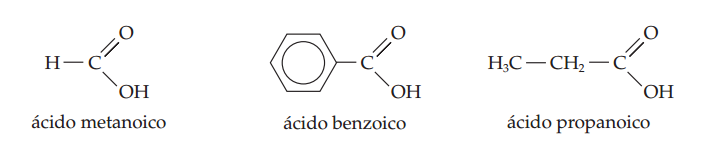 O O O
H—C C H₃C—CH₂—C
OH OH OH
ácido metanoico ácido benzoico ácido propanoico